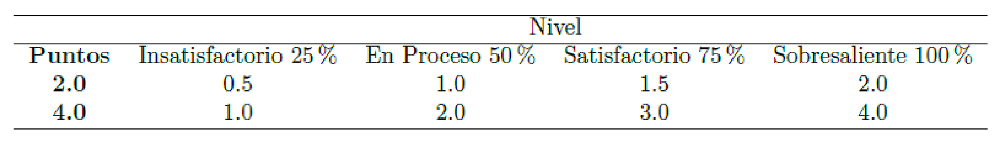 Nivel
Puntos Insatisfactorio 25 % En Proceso 50 % Satisfactorio 75 % Sobresaliente 100 %
2.0 0.5 1.0 1.5 2.0
4.0 1.0 2.0 3.0 4.0